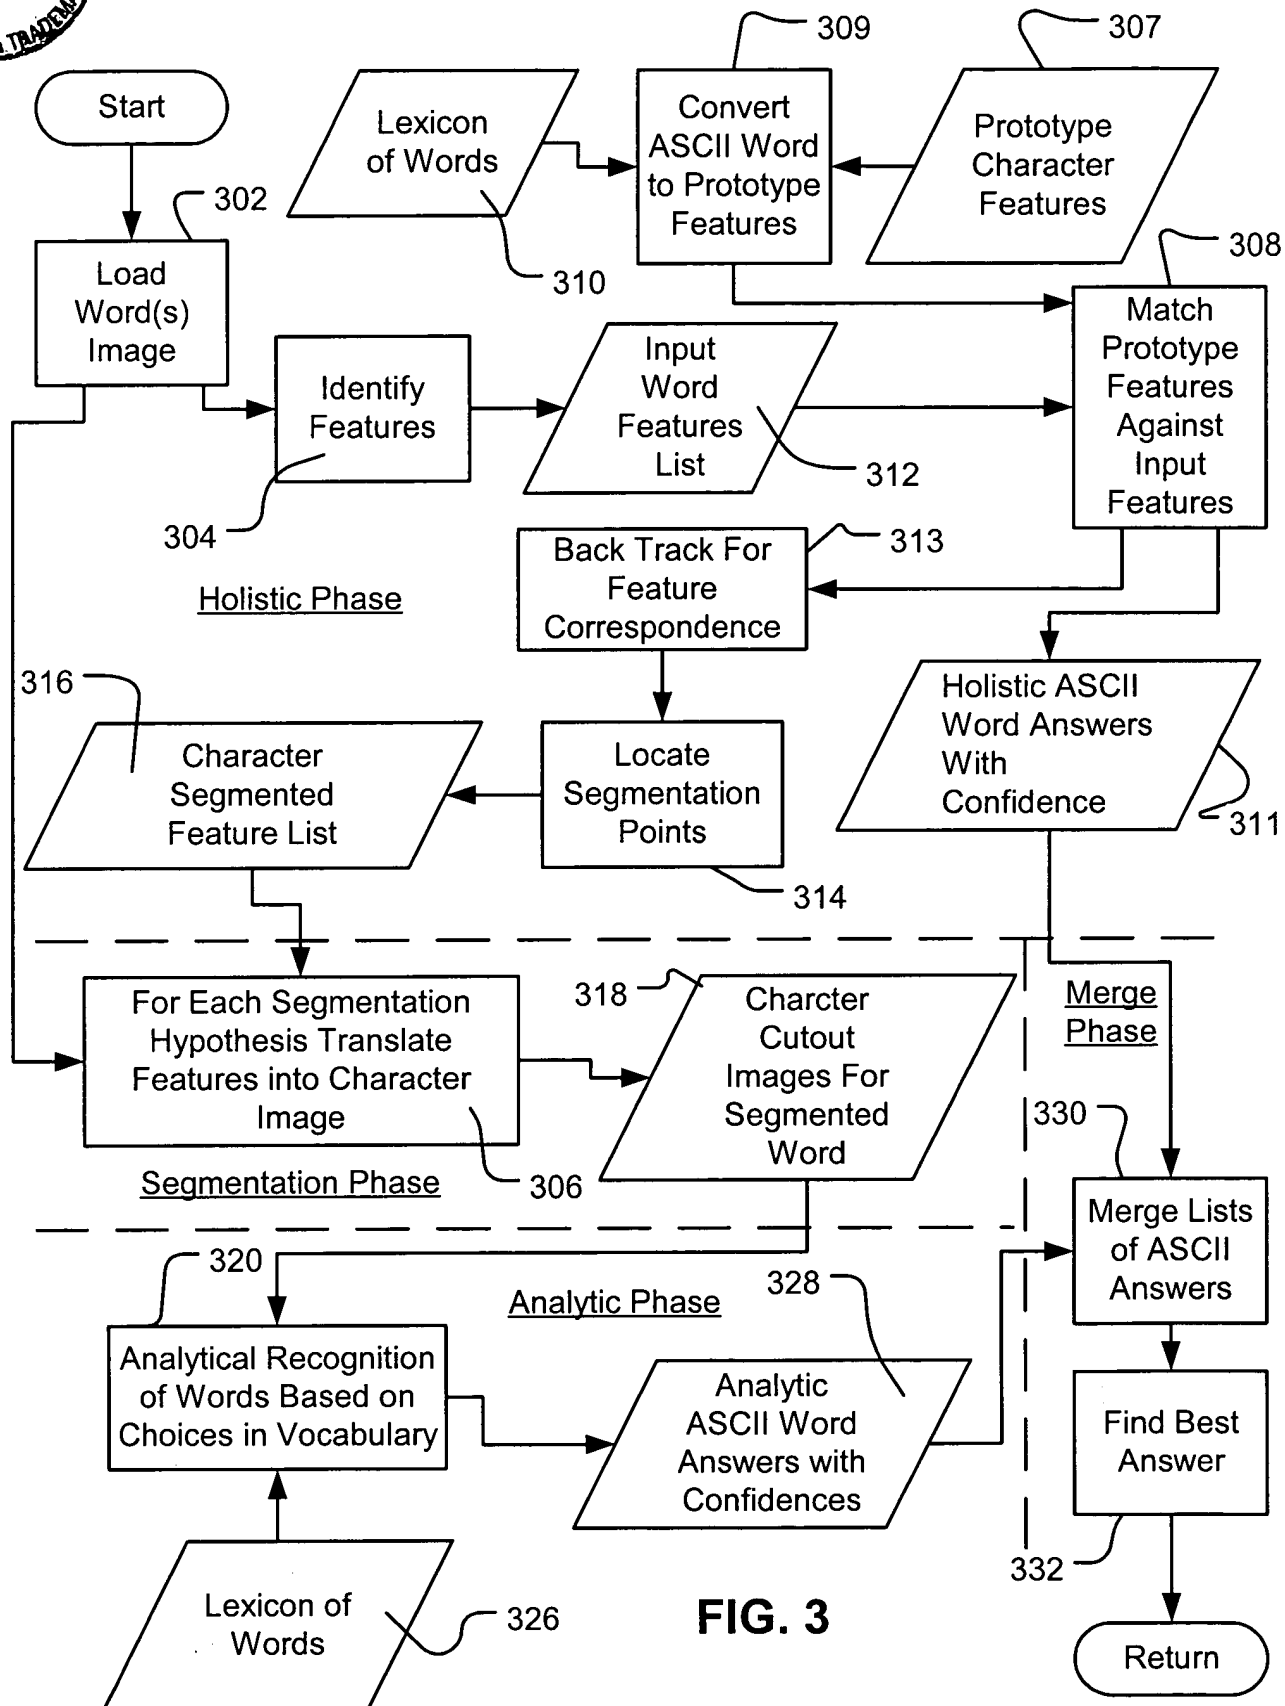 TRADEMA
309
307
Start
Lexicon
of Words
Convert
ASCII Word
to Prototype
Features
Prototype
Character
Features
302
310
308
Load
Word(s)
Image
Match
Prototype
Features
Against
Input
Features
Identify
Features
Input
Word
Features
List
312
304
313
Back Track For
Feature
Correspondence
Holistic Phase
316
Holistic ASCII
Word Answers
With
Confidence
Character
Segmented
Feature List
Locate
Segmentation
Points
311
314
For Each Segmentation
Hypothesis Translate
Features into Character
Image
318
Charcter
Cutout
Images For
Segmented
Word
Merge
Phase
330
Segmentation Phase
306
Merge Lists
of ASCII
Answers
320
328
Analytic Phase
Analytical Recognition
of Words Based on
Choices in Vocabulary
Analytic
ASCII Word
Answers with
Confidences
Find Best
Answer
332
Lexicon of
Words
326
FIG. 3
Return